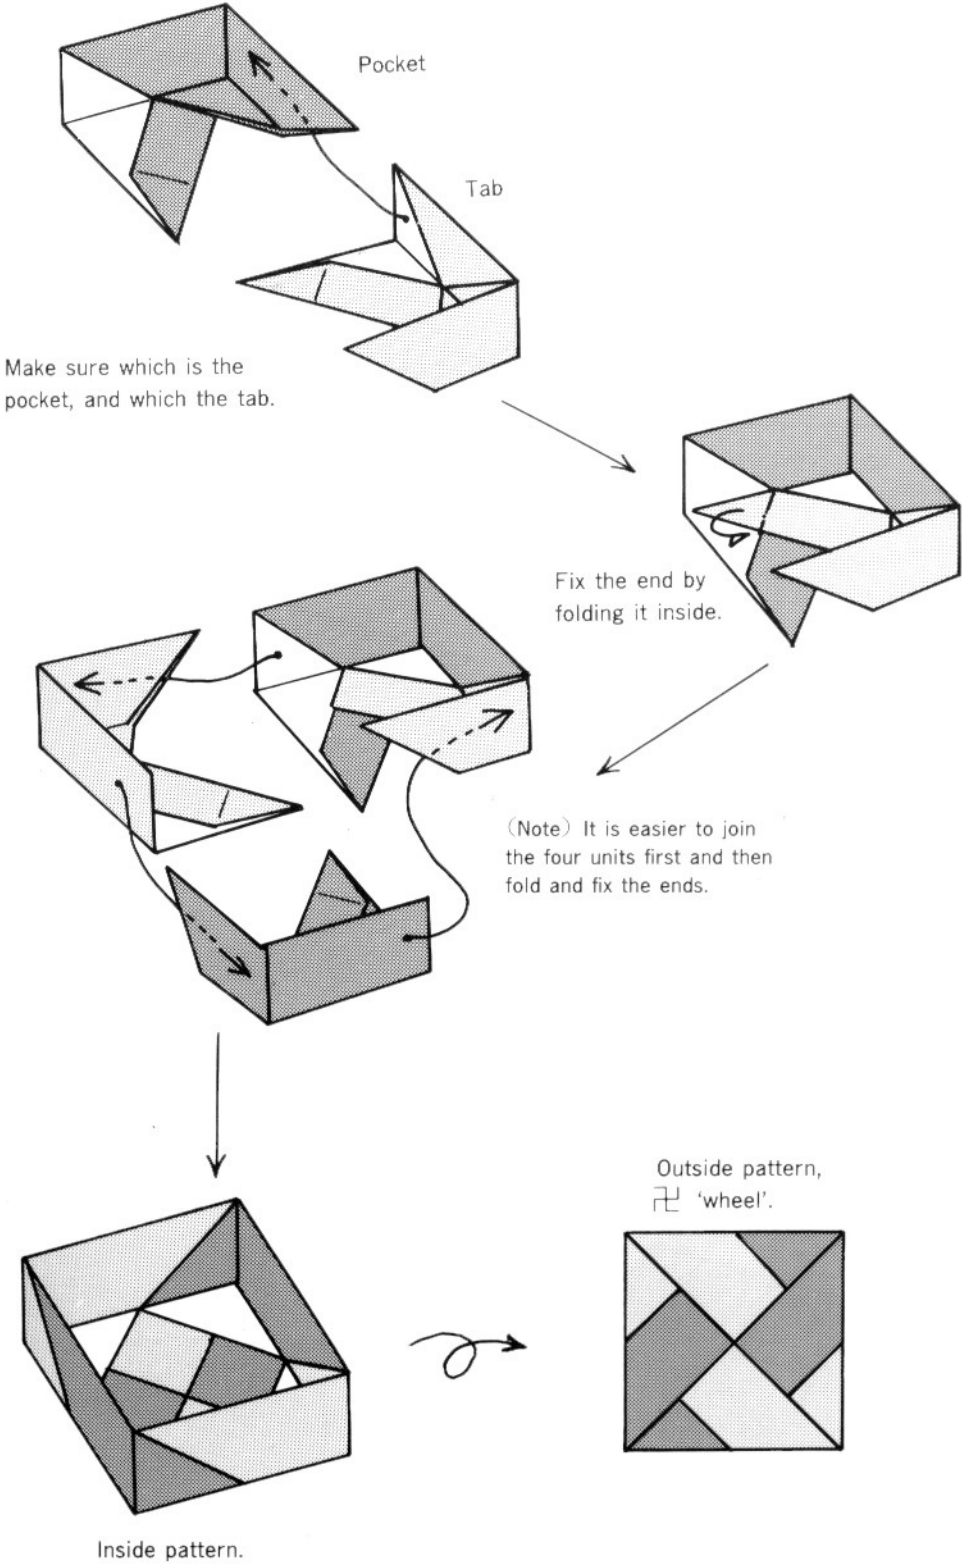 Pocket
Tab
Make sure which is the
pocket, and which the tab.
Fix the end by
folding it inside.
(Note) It is easier to join
the four units first and then
fold and fix the ends.
Outside pattern,
卍 ‘wheel’.
Inside pattern.